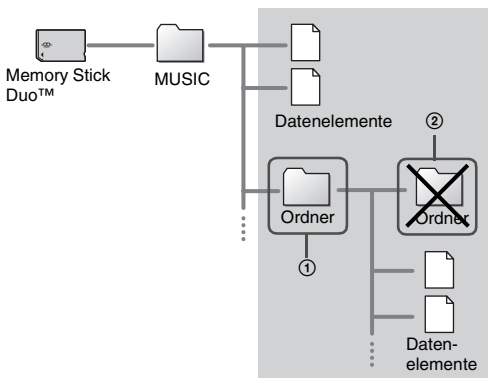 Memory Stick
Duo™
MUSIC
Datenelemente
②
Ordner
①
Ordner
Daten-
elemente